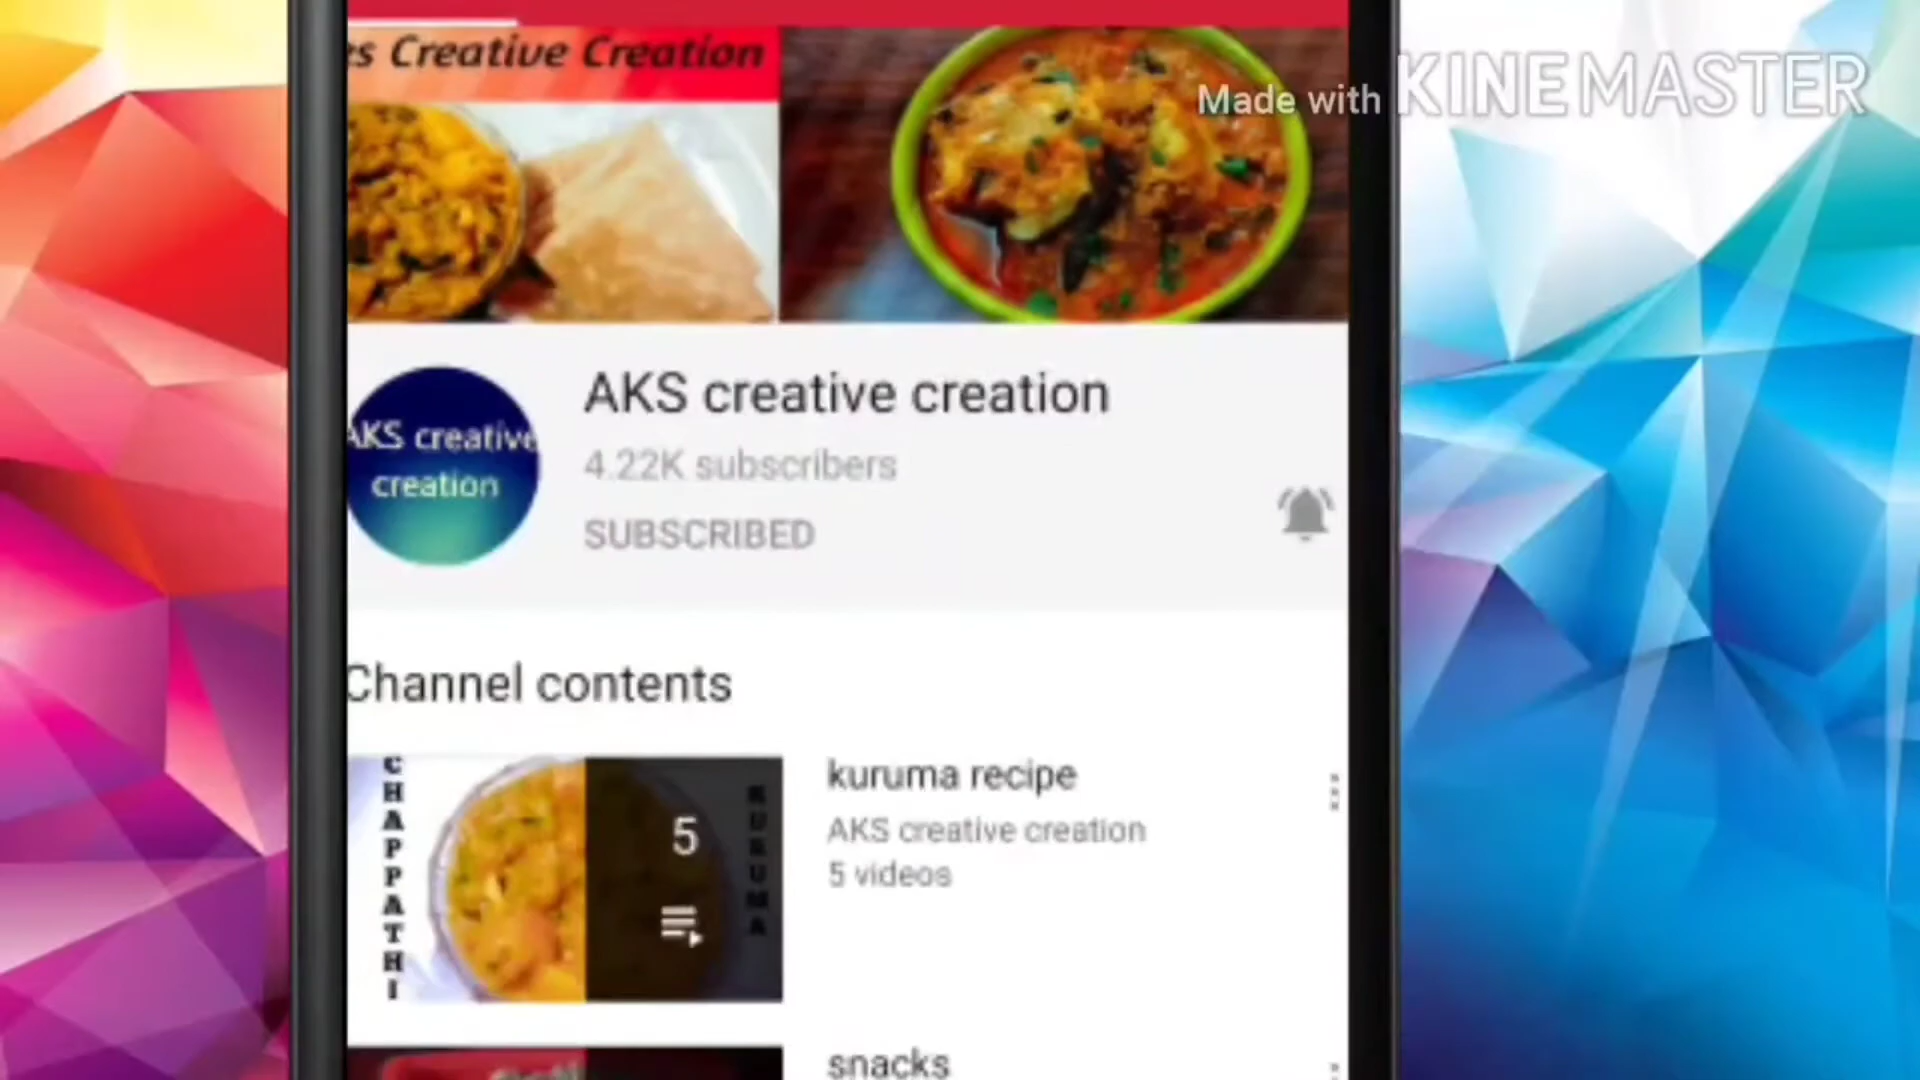 s Creative Creation
Made with KINEMASTER
AKS creative
creation
AKS creative creation
4.22K subscribers
SUBSCRIBED
Channel contents
CHAPPATHI
5
KURUMA
kuruma recipe
AKS creative creation
5 videos
snacks